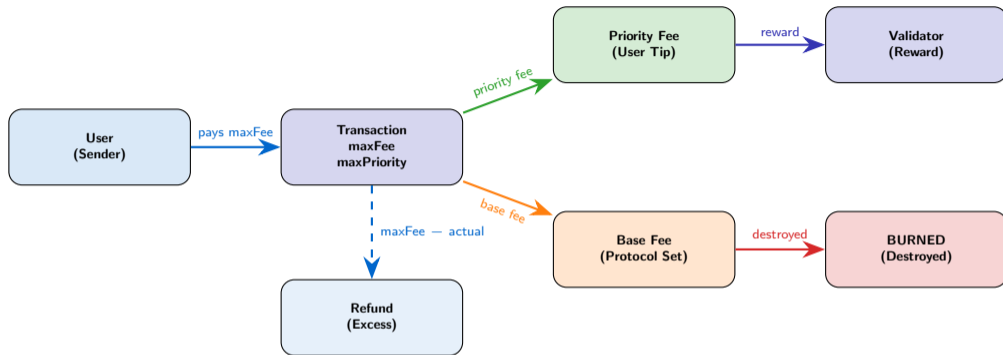 Priority Fee
(User Tip)
reward
Validator
(Reward)
priority fee
User
(Sender)
pays maxFee
Transaction
maxFee
maxPriority
base fee
maxFee — actual
Base Fee
(Protocol Set)
destroyed
BURNED
(Destroyed)
Refund
(Excess)